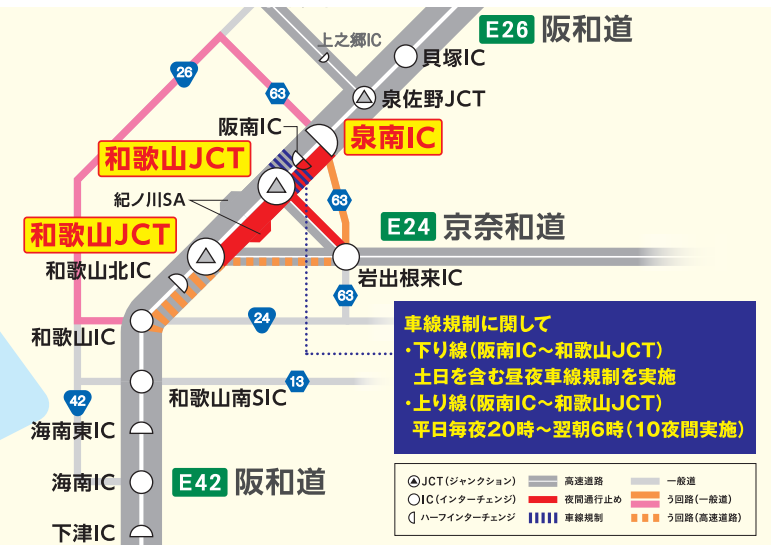 上之郷IC
E26 阪和道
貝塚IC
26
63
泉佐野JCT
阪南IC
泉南IC
和歌山JCT
紀ノ川SA
63
和歌山JCT
E24 京奈和道
和歌山北IC
岩出根来IC
63
24
和歌山IC
車線規制に関して
・下り線(阪南IC～和歌山JCT)
土日を含む昼夜車線規制を実施
・上り線(阪南IC～和歌山JCT)
平日毎夜20時～翌朝6時(10夜間実施)
13
和歌山南SIC
42
海南東IC
海南IC
E42 阪和道
下津IC
JCT(ジャンクション)
IC(インターチェンジ)
ハーフインターチェンジ
高速道路
夜間通行止め
車線規制
一般道
う回路(一般道)
う回路(高速道路)